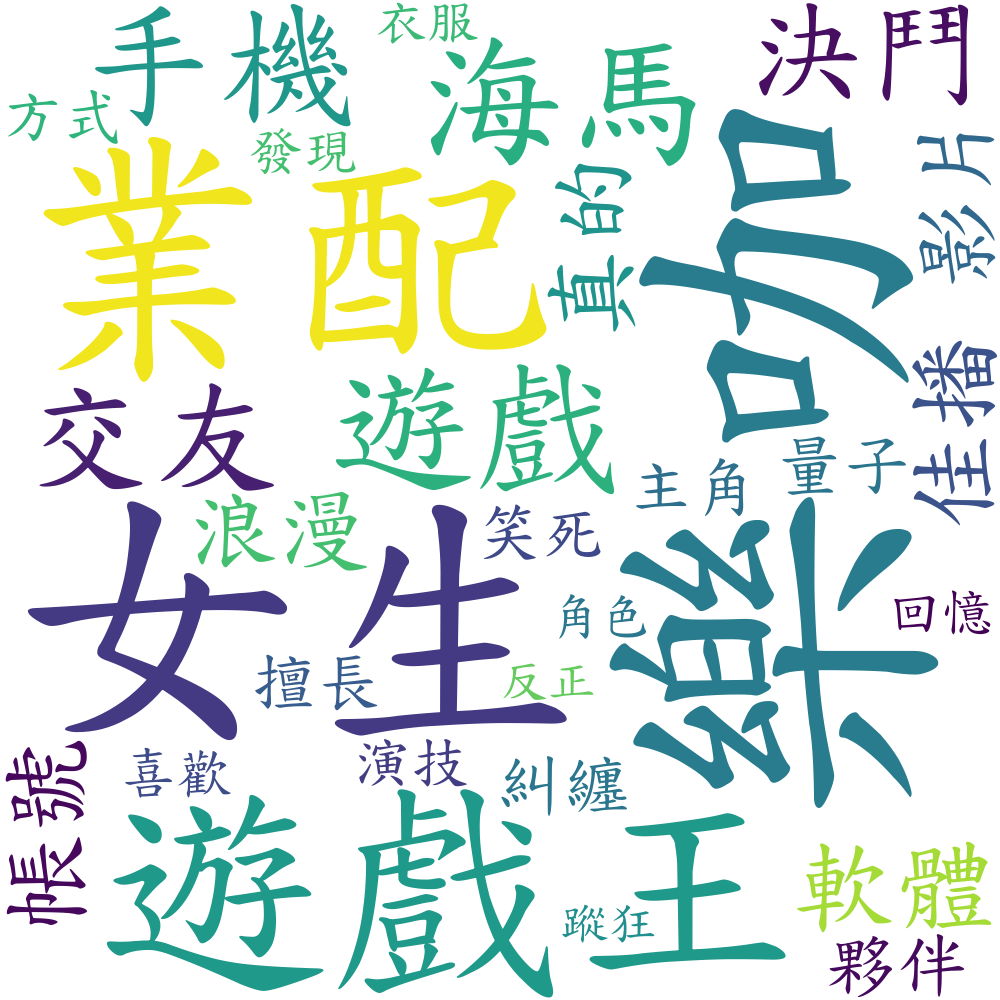 手機
衣服
海馬
決鬥
方式
發現
業配
真的
樂咖
影片
交友
遊戲
佳播
主角
量子
浪漫
笑死
女生
角色
回憶
擅長
反正
帳號
喜歡
演技
糾纏
遊戲王
軟體
蹤狂
夥伴